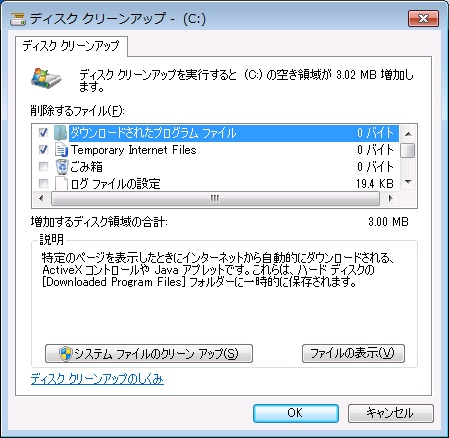 ディスク クリーンアップ - (C:)
ディスク クリーンアップ
ディスク クリーンアップを実行すると (C:) の空き領域が 3.02 MB 増加し
ます。
削除するファイル(F):
ダウンロードされたプログラム ファイル 0 バイト
Temporary Internet Files 0 バイト
ごみ箱 0 バイト
ログ ファイルの設定 19.4 KB
増加するディスク領域の合計: 3.00 MB
説明
特定のページを表示したときにインターネットから自動的にダウンロードされる、
ActiveX コントロールや Java アプレットです。これらは、ハード ディスクの
[Downloaded Program Files] フォルダーに一時的に保存されます。
システム ファイルのクリーン アップ(S)
ファイルの表示(V)
ディスク クリーンアップのしくみ
OK
キャンセル